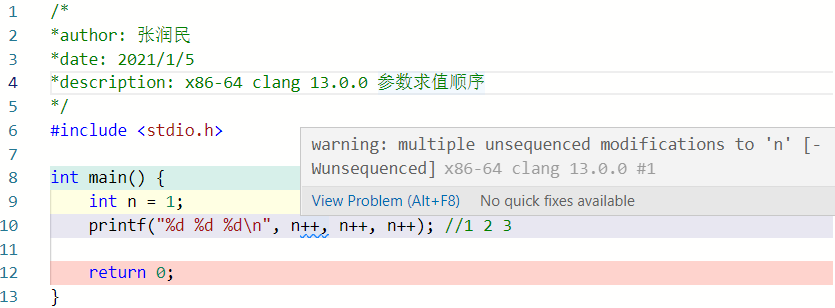 1 /*
2 *author: 张润民
3 *date: 2021/1/5
4 *description: x86-64 clang 13.0.0 参数求值顺序
5 */
6 #include <stdio.h>
7
8 int main() {
9 int n = 1;
10 printf("%d %d %d\n", n++, n++, n++); //1 2 3
11
12 return 0;
13 }
warning: multiple unsequenced modifications to 'n' [-
Wunsequenced] x86-64 clang 13.0.0 #1
View Problem (Alt+F8) No quick fixes available